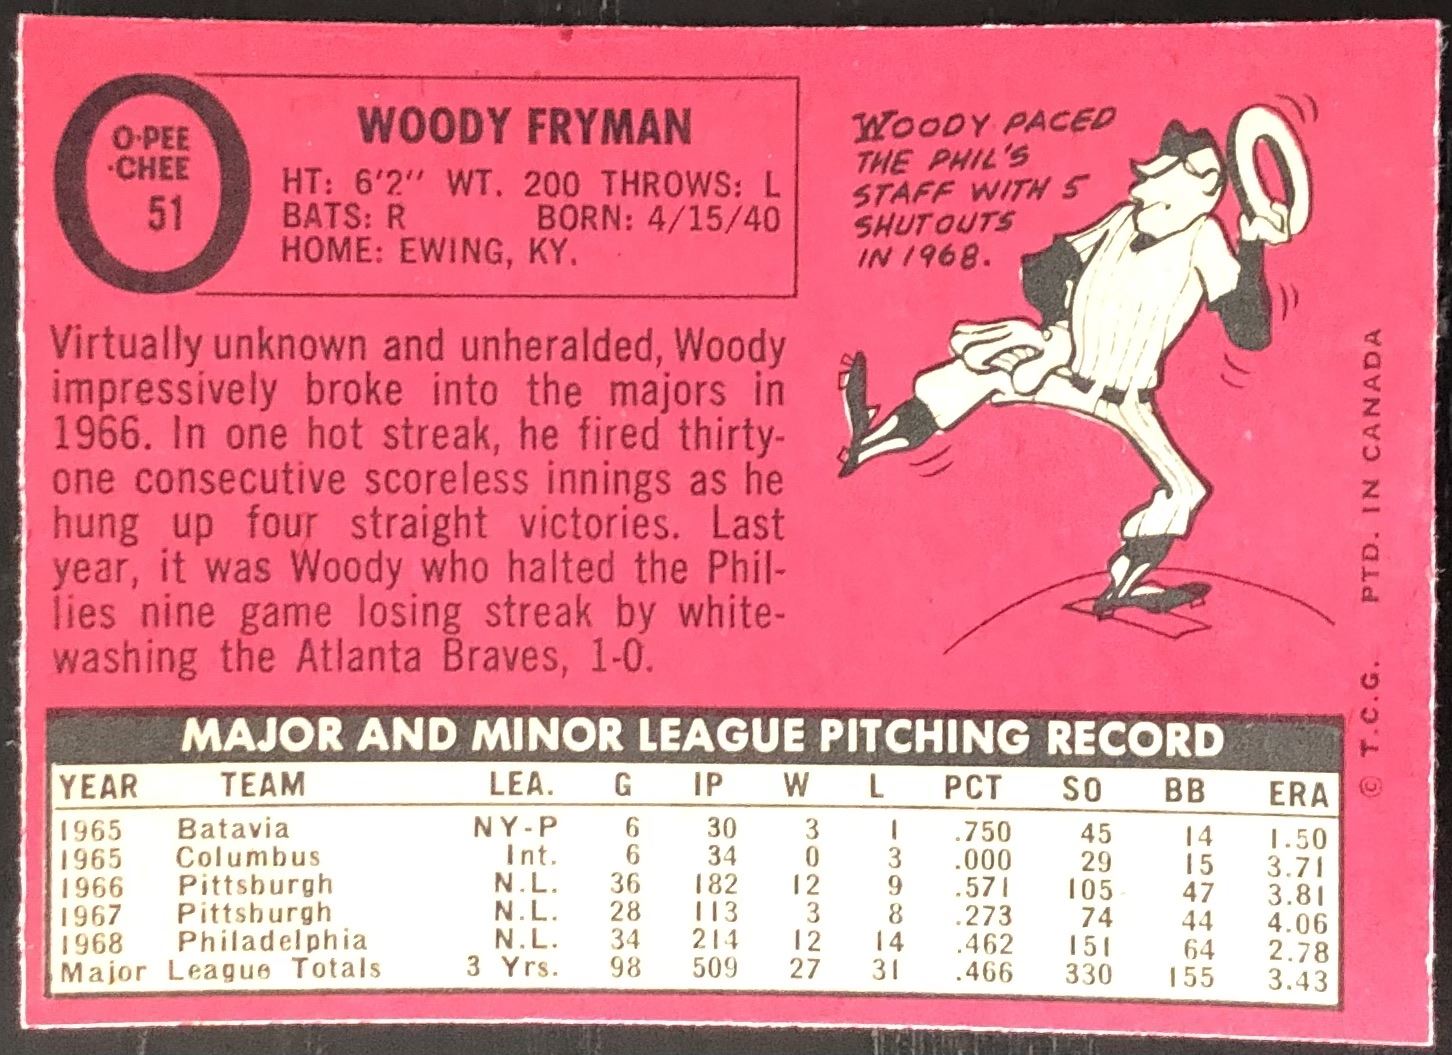 O-PEE
-CHEE
51
WOODY FRYMAN
HT: 6'2" WT. 200 THROWS: L
BATS: R BORN: 4/15/40
HOME: EWING, KY.
WOODY PACED
THE PHIL'S
STAFF WITH 5
SHUTOUTS
IN 1968.
Virtually unknown and unheralded, Woody
impressively broke into the majors in
1966. In one hot streak, he fired thirty-
one consecutive scoreless innings as he
hung up four straight victories. Last
year, it was Woody who halted the Phil-
lies nine game losing streak by white-
washing the Atlanta Braves, 1-0.
MAJOR AND MINOR LEAGUE PITCHING RECORD
YEAR TEAM LEA. G IP W L PCT SO BB ERA
1965 Batavia NY-P 6 30 3 1 .750 45 14 1.50
1965 Columbus Int. 6 34 0 3 .000 29 15 3.71
1966 Pittsburgh N.L. 36 182 12 9 .571 105 47 3.81
1967 Pittsburgh N.L. 28 113 3 8 .273 74 44 4.06
1968 Philadelphia N.L. 34 214 12 14 .462 151 64 2.78
Major League Totals 3 Yrs. 98 509 27 31 .466 330 155 3.43
© T.C.G. PTD. IN CANADA